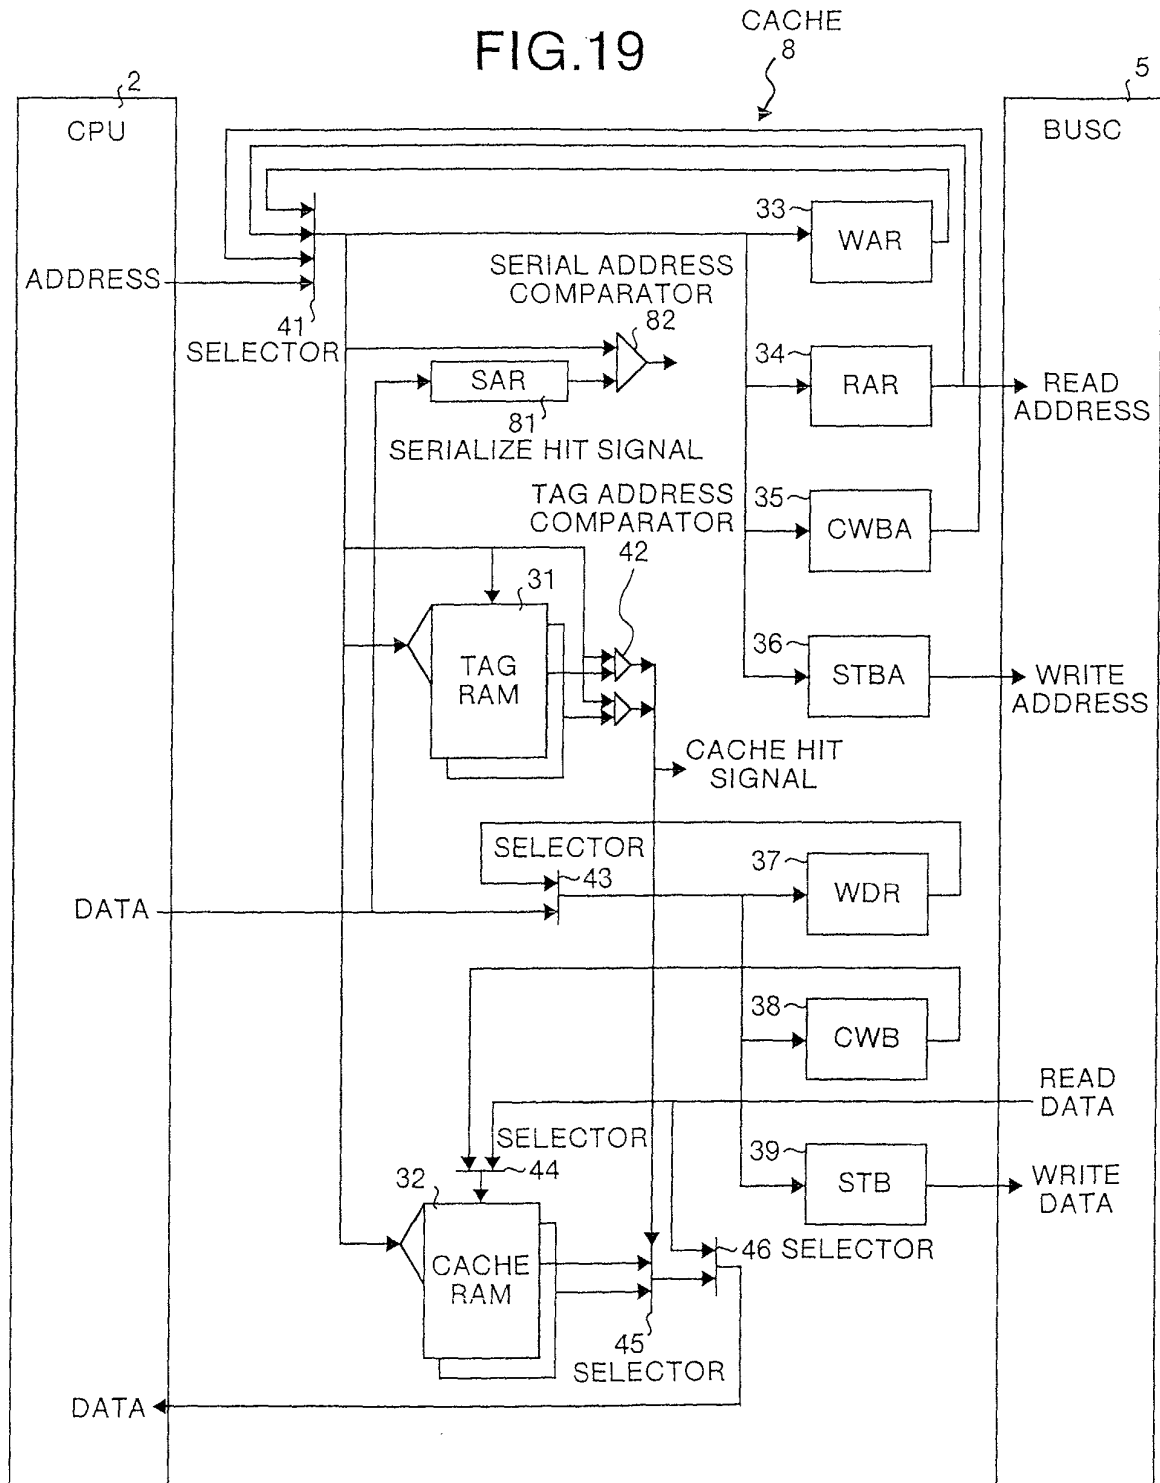 FIG.19
CACHE
8
2
5
CPU
BUSC
33
WAR
ADDRESS
SERIAL ADDRESS
COMPARATOR
41
SELECTOR
82
34
RAR
READ
ADDRESS
SAR
81
SERIALIZE HIT SIGNAL
TAG ADDRESS
COMPARATOR
42
35
CWBA
31
TAG
RAM
36
STBA
WRITE
ADDRESS
CACHE HIT
SIGNAL
SELECTOR
43
37
WDR
DATA
38
CWB
READ
DATA
SELECTOR
44
39
STB
WRITE
DATA
32
CACHE
RAM
46 SELECTOR
45
SELECTOR
DATA